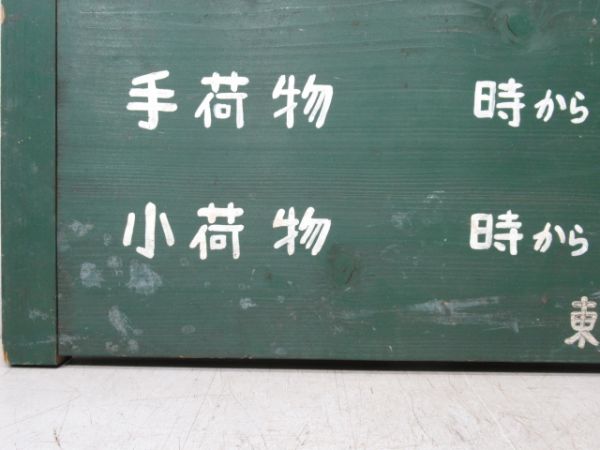 手荷物 時から
小荷物 時から
東